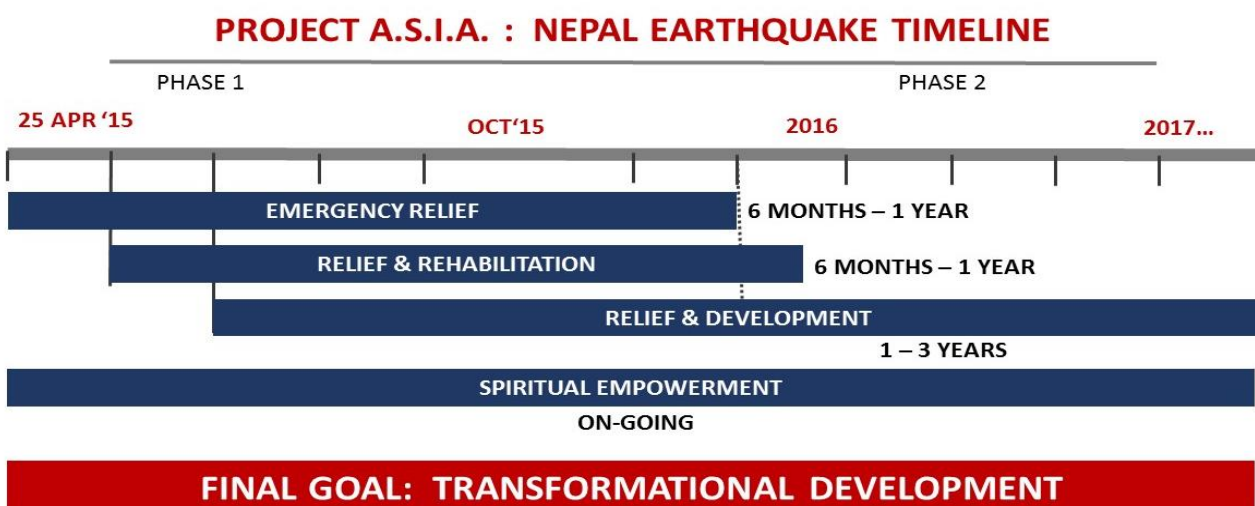 PROJECT A.S.I.A. : NEPAL EARTHQUAKE TIMELINE
PHASE 1
PHASE 2
25 APR ‘15
OCT‘15
2016
2017...
EMERGENCY RELIEF
6 MONTHS – 1 YEAR
RELIEF & REHABILITATION
6 MONTHS – 1 YEAR
RELIEF & DEVELOPMENT
1 – 3 YEARS
SPIRITUAL EMPOWERMENT
ON-GOING
FINAL GOAL: TRANSFORMATIONAL DEVELOPMENT